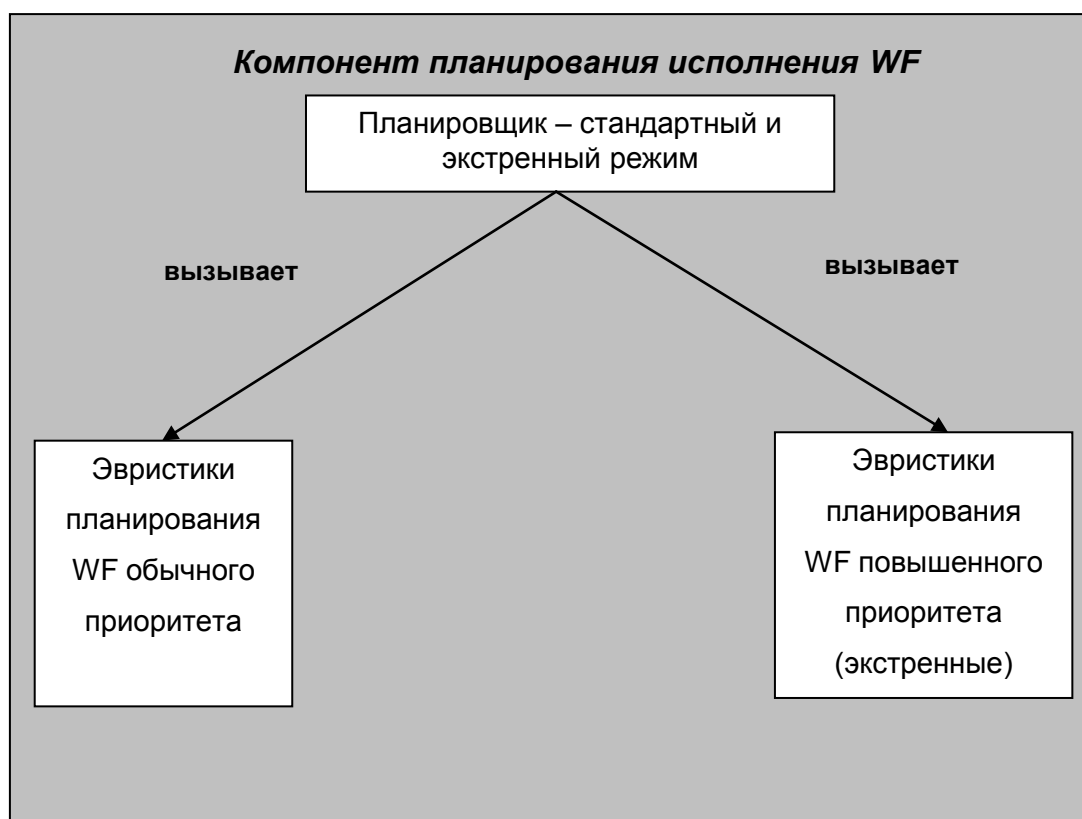 Компонент планирования исполнения WF
Планировщик – стандартный и
экстренный режим
вызывает
вызывает
Эвристики
планирования
WF обычного
приоритета
Эвристики
планирования
WF повышенного
приоритета
(экстренные)